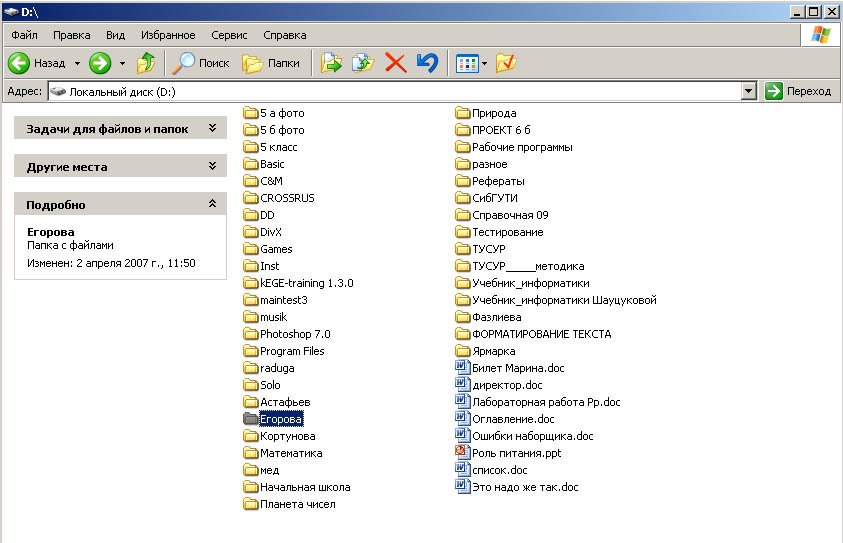 D:\
Файл Правка Вид Избранное Сервис Справка
Назад Поиск Папки
Адрес: Локальный диск (D:) Переход
Задачи для файлов и папок
Другие места
Подробно
Егорова
Папка с файлами
Изменен: 2 апреля 2007 г., 11:50
5 а фото
5 б фото
5 класс
Basic
C&M
CROSSRUS
DD
DivX
Games
Inst
kEGE-training 1.3.0
maintest3
musik
Photoshop 7.0
Program Files
raduga
Solo
Астафьев
Егорова
Кортунова
Математика
мед
Начальная школа
Планета чисел
Природа
ПРОЕКТ 6 б
Рабочие программы
разное
Рефераты
СибГУТИ
Справочная 09
Тестирование
ТУСУР
ТУСУР_____методика
Учебник_информатики
Учебник_информатики Шауцуковой
Фазлиева
ФОРМАТИРОВАНИЕ ТЕКСТА
Ярмарка
Билет Марина.doc
директор.doc
Лабораторная работа Рр.doc
Оглавление.doc
Ошибки наборщика.doc
Роль питания.ppt
список.doc
Это надо же так.doc